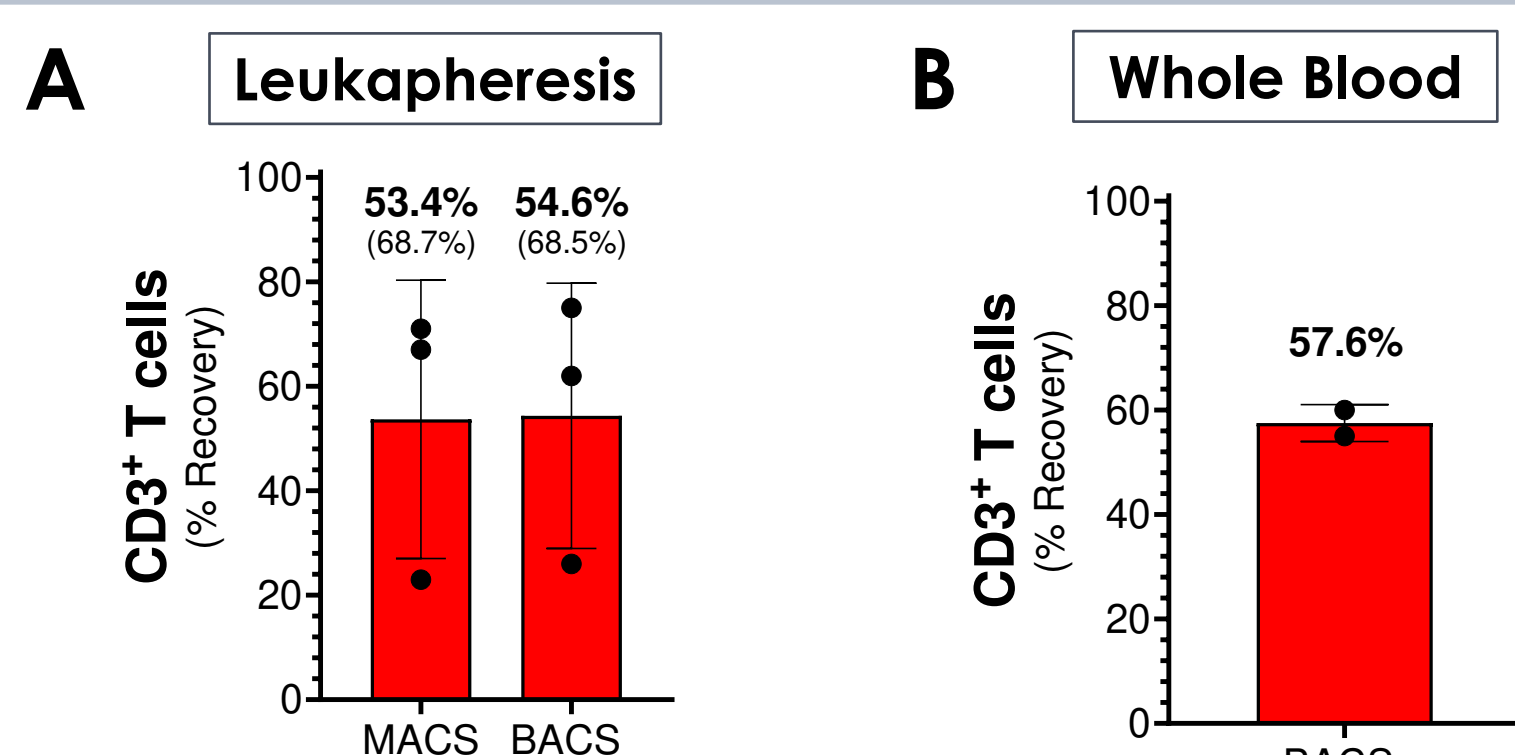 A
Leukapheresis
CD3⁺ T cells
(% Recovery)
100
80
60
40
20
0
53.4%
(68.7%)
54.6%
(68.5%)
MACS
BACS
B
Whole Blood
CD3⁺ T cells
(% Recovery)
100
80
60
40
20
0
57.6%
BACS